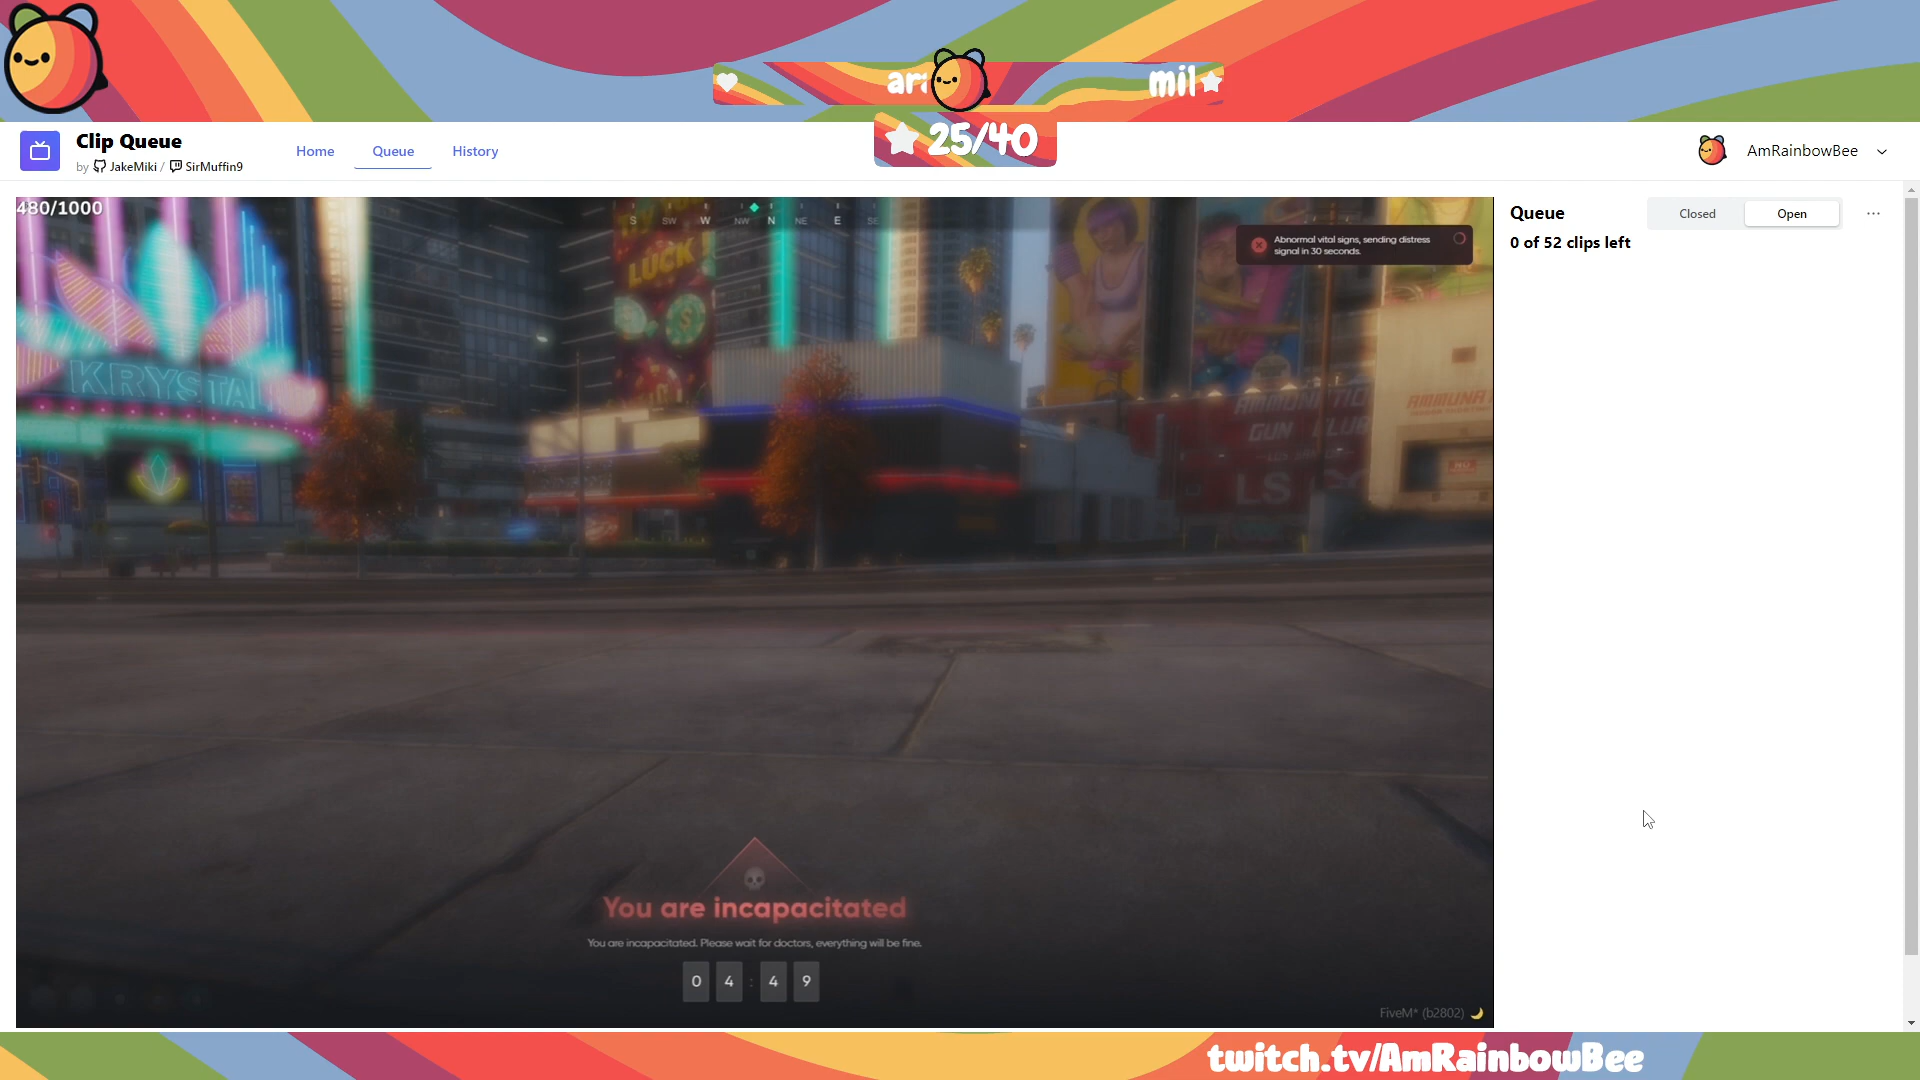 mil
25/40
Clip Queue
by JakeMiki / SirMuffin9
Home
Queue
History
AmRainbowBee
480/1000
S SW W NW N NE E SE
Abnormal vital signs, sending distress
signal in 30 seconds.
Queue
Closed
Open
0 of 52 clips left
LUCK
KRYSTAL
GUN CLUB
LS
You are incapacitated
You are incapacitated. Please wait for doctors, everything will be fine.
0 4 : 4 9
FiveM* (b2802)
twitch.tv/AmRainbowBee